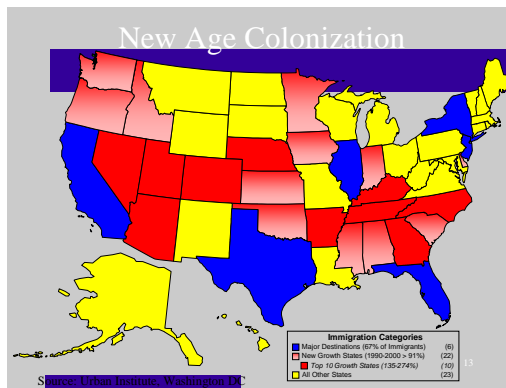 New Age Colonization
Immigration Categories
Major Destinations (67% of Immigrants) (6)
New Growth States (1990-2000 > 91%) (22)
Top 10 Growth States (135-274%) (10)
All Other States (23)
13
Source: Urban Institute, Washington DC